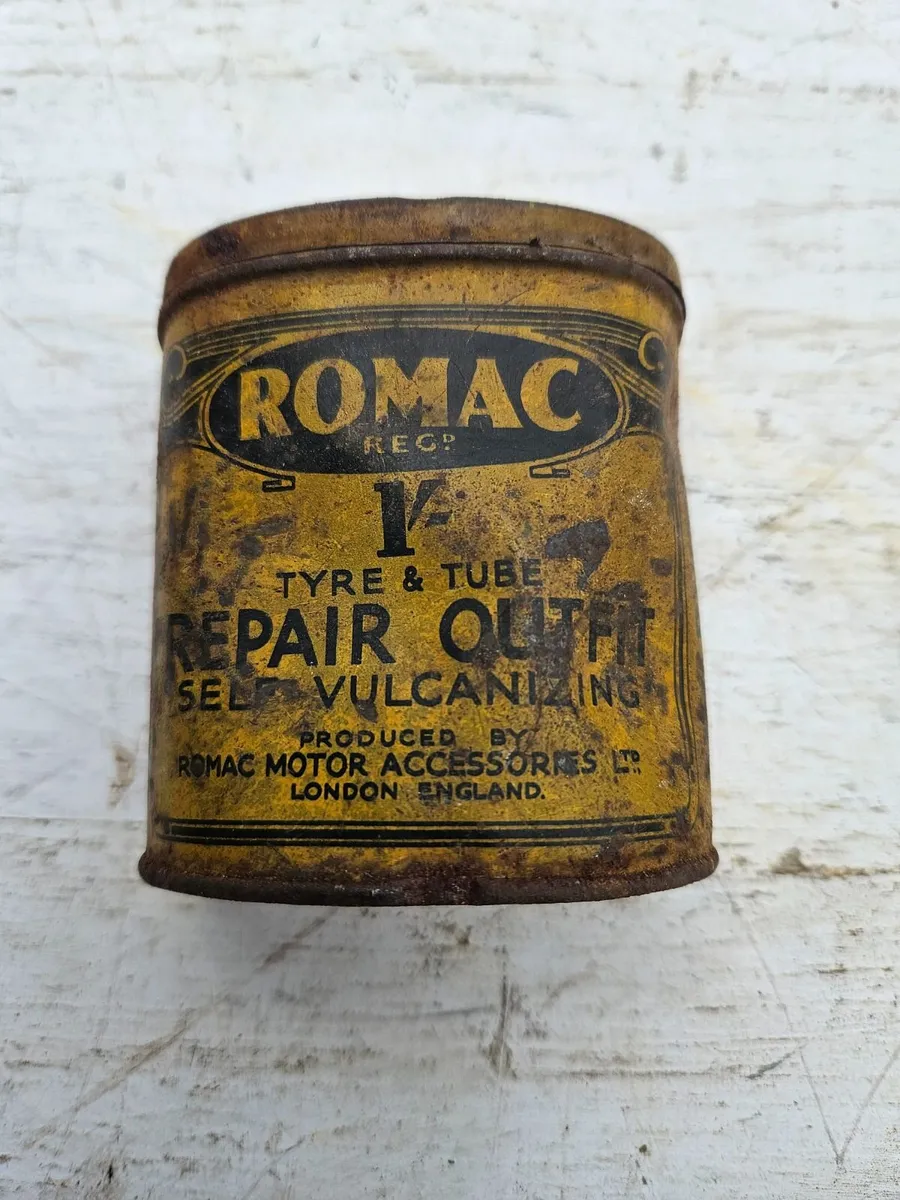 ROMAC
REGD
1/-
TYRE & TUBE
REPAIR OUTFIT
SELF VULCANIZING
PRODUCED BY
ROMAC MOTOR ACCESSORIES LTD.
LONDON ENGLAND.